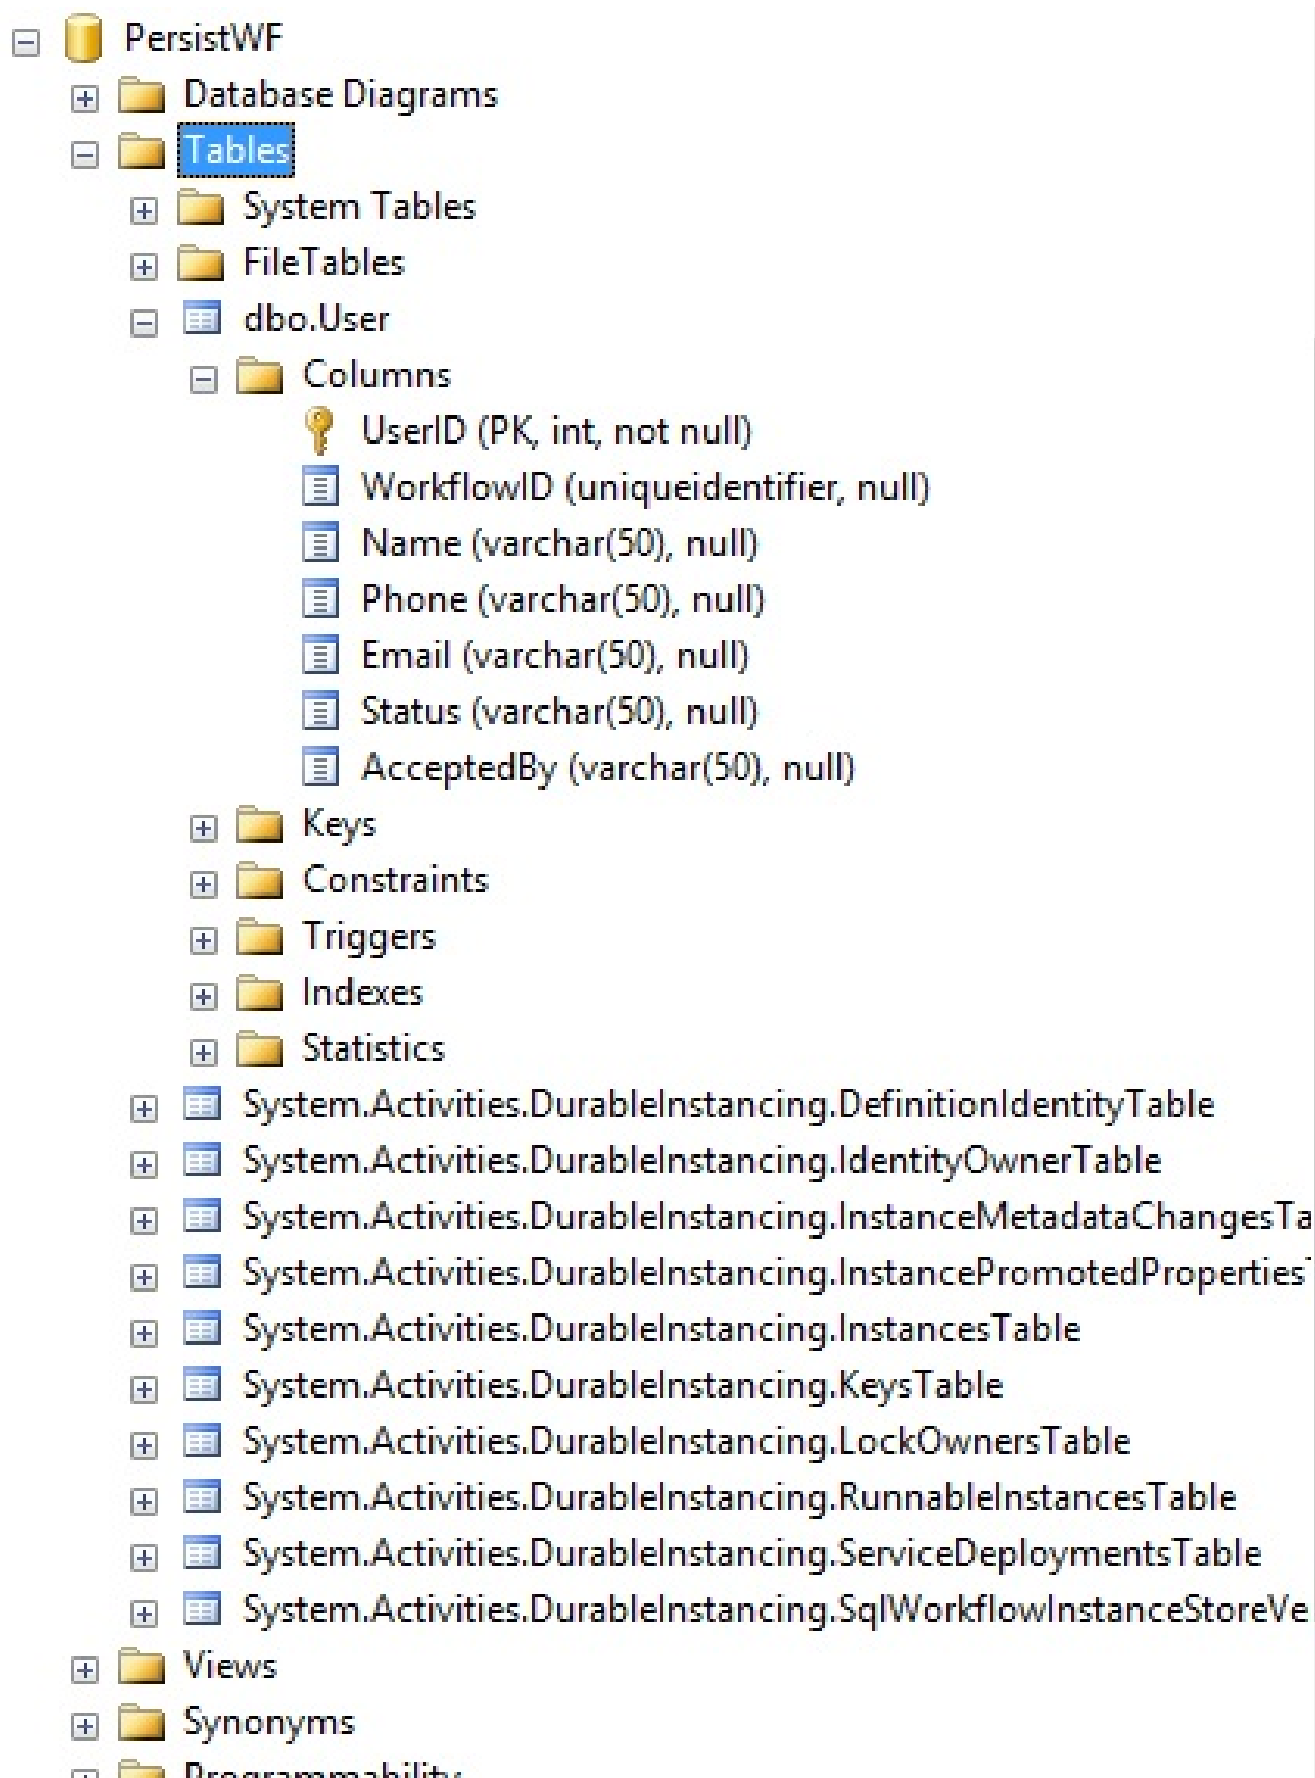 PersistWF
Database Diagrams
Tables
System Tables
FileTables
dbo.User
Columns
UserID (PK, int, not null)
WorkflowID (uniqueidentifier, null)
Name (varchar(50), null)
Phone (varchar(50), null)
Email (varchar(50), null)
Status (varchar(50), null)
AcceptedBy (varchar(50), null)
Keys
Constraints
Triggers
Indexes
Statistics
System.Activities.DurableInstancing.DefinitionIdentityTable
System.Activities.DurableInstancing.IdentityOwnerTable
System.Activities.DurableInstancing.InstanceMetadataChangesTa
System.Activities.DurableInstancing.InstancePromotedProperties
System.Activities.DurableInstancing.InstancesTable
System.Activities.DurableInstancing.KeysTable
System.Activities.DurableInstancing.LockOwnersTable
System.Activities.DurableInstancing.RunnableInstancesTable
System.Activities.DurableInstancing.ServiceDeploymentsTable
System.Activities.DurableInstancing.SqlWorkflowInstanceStoreVe
Views
Synonyms
Programmability